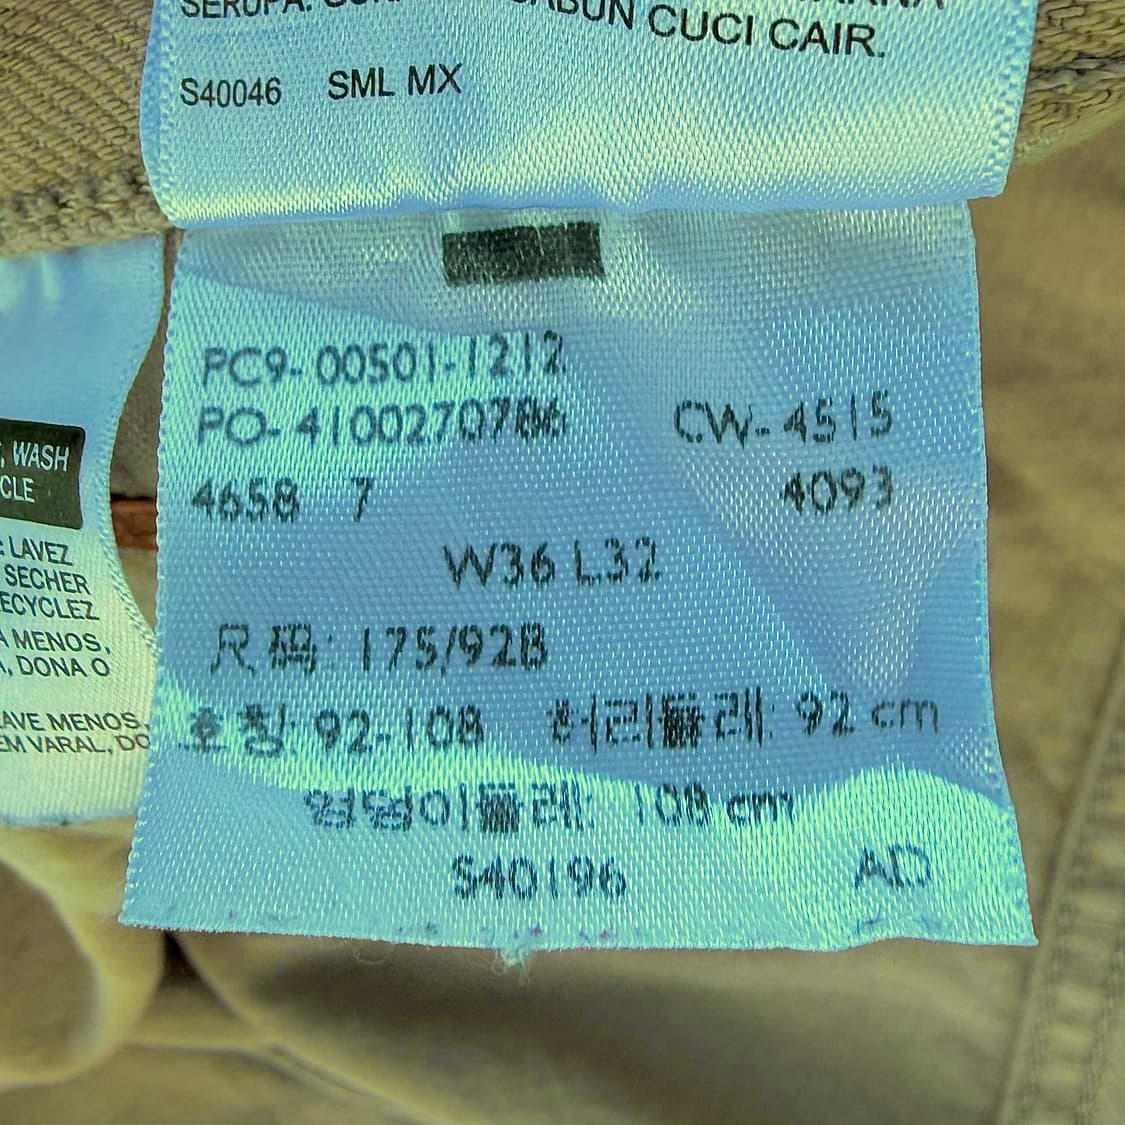 CUCI CAIR.
S40046 SML MX
PC9-00501-1212
PO-4100270786 CW-4515
4658 7 4093
W36 L32
尺码: 175/92B
호칭: 92-108 허리둘레: 92 cm
엉덩이둘레: 108 cm
S40196 AD
WASH
CLE
LAVEZ
SECHER
ECYCLEZ
A MENOS,
DONA O
AVE MENOS,
EM VARAL, DO